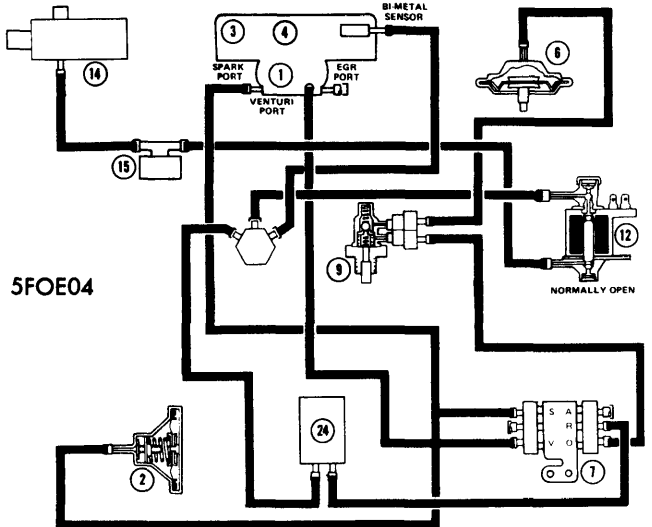 BI-METAL
SENSOR
3
4
6
14
SPARK
PORT
1
EGR
PORT
VENTURI
PORT
15
12
9
5FOE04
NORMALLY OPEN
S A
R
V O
24
2
7